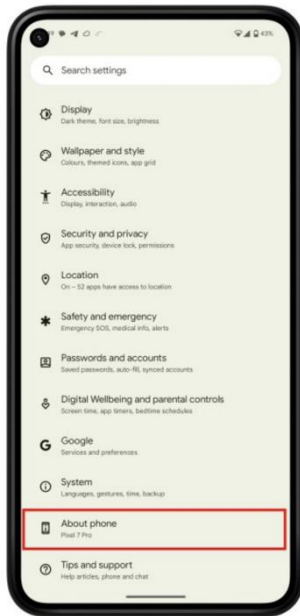 43%
Search settings
Display
Dark theme, font size, brightness
Wallpaper and style
Colours, themed icons, app grid
Accessibility
Display, interaction, audio
Security and privacy
App security, device lock, permissions
Location
On – 52 apps have access to location
Safety and emergency
Emergency SOS, medical info, alerts
Passwords and accounts
Saved passwords, auto-fill, synced accounts
Digital Wellbeing and parental controls
Screen time, app timers, bedtime schedules
Google
Services and preferences
System
Languages, gestures, time, backup
About phone
Pixel 7 Pro
Tips and support
Help articles, phone and chat